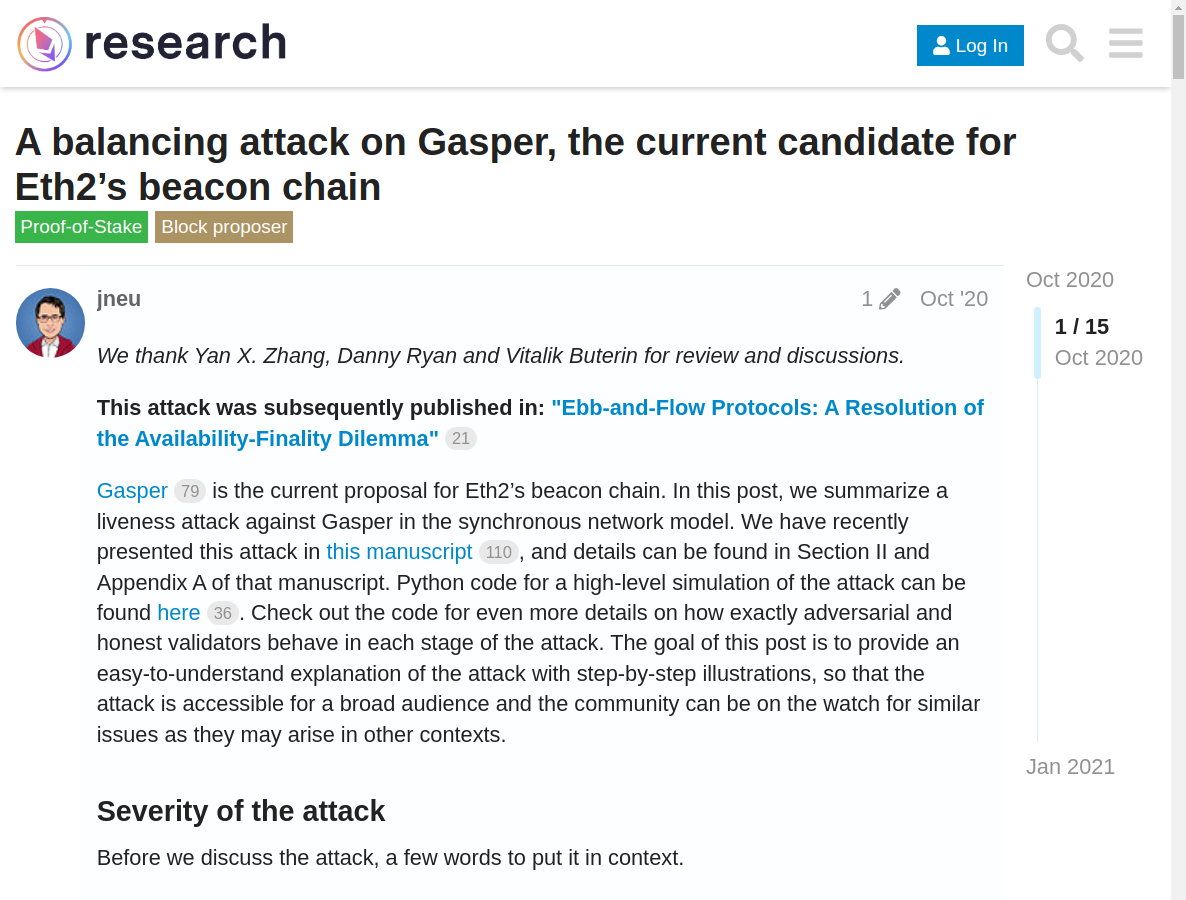 research
Log In
A balancing attack on Gasper, the current candidate for
Eth2’s beacon chain
Proof-of-Stake Block proposer
jneu 1 Oct '20
Oct 2020
1 / 15
Oct 2020
We thank Yan X. Zhang, Danny Ryan and Vitalik Buterin for review and discussions.
This attack was subsequently published in: "Ebb-and-Flow Protocols: A Resolution of
the Availability-Finality Dilemma" 21
Gasper 79 is the current proposal for Eth2’s beacon chain. In this post, we summarize a
liveness attack against Gasper in the synchronous network model. We have recently
presented this attack in this manuscript 110 , and details can be found in Section II and
Appendix A of that manuscript. Python code for a high-level simulation of the attack can be
found here 36 . Check out the code for even more details on how exactly adversarial and
honest validators behave in each stage of the attack. The goal of this post is to provide an
easy-to-understand explanation of the attack with step-by-step illustrations, so that the
attack is accessible for a broad audience and the community can be on the watch for similar
issues as they may arise in other contexts.
Jan 2021
Severity of the attack
Before we discuss the attack, a few words to put it in context.